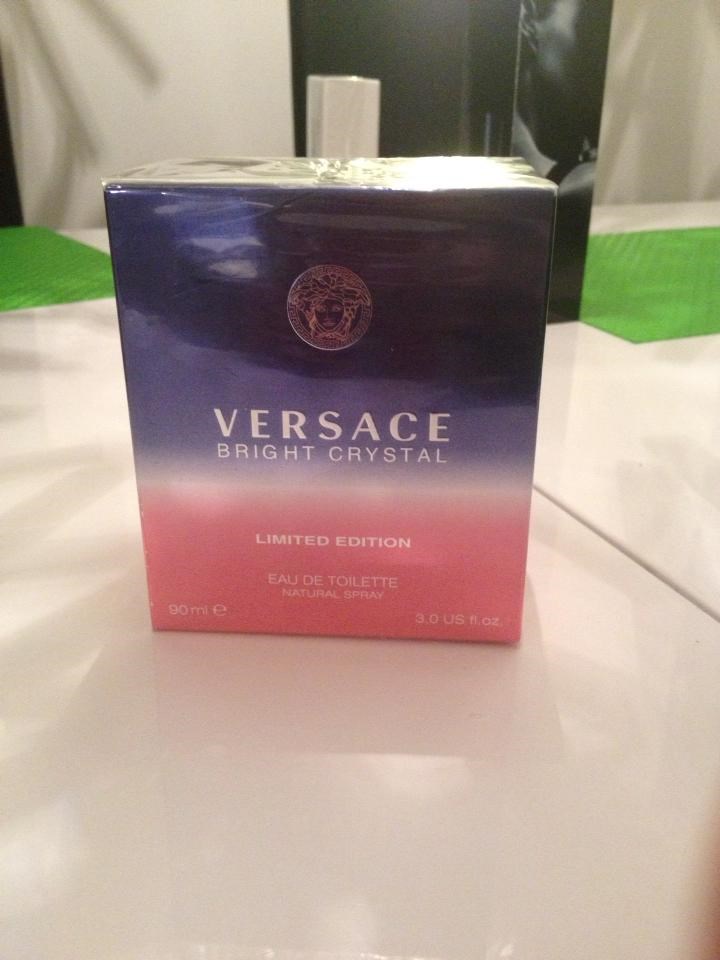 VERSACE
BRIGHT CRYSTAL
LIMITED EDITION
EAU DE TOILETTE
NATURAL SPRAY
90 ml ℮
3.0 US fl.oz.